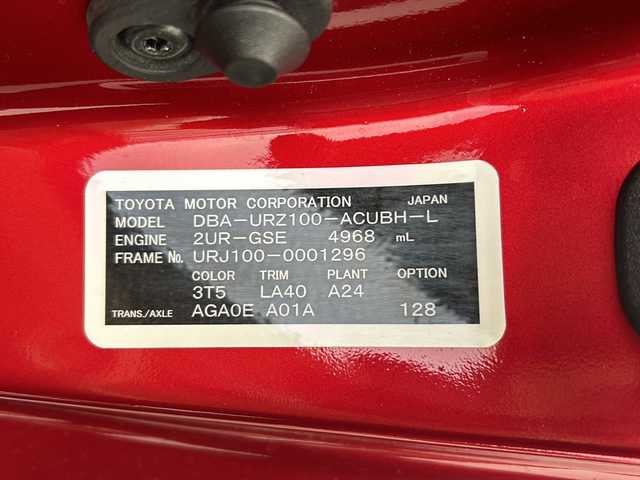 TOYOTA MOTOR CORPORATION JAPAN
MODEL DBA-URZ100-ACUBH-L
ENGINE 2UR-GSE 4968 mL
FRAME No. URJ100-0001296
COLOR TRIM PLANT OPTION
3T5 LA40 A24
TRANS./AXLE AGA0E A01A 128